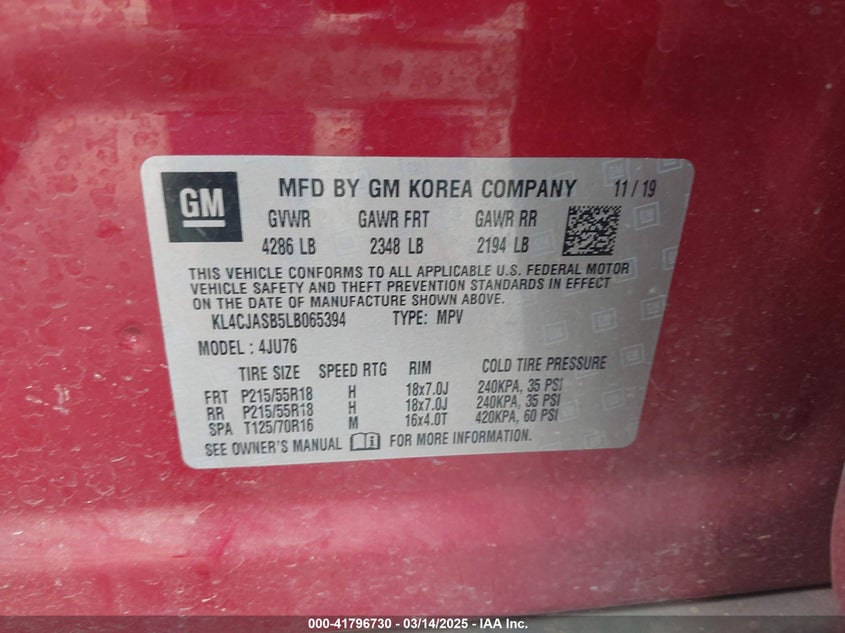 GM
MFD BY GM KOREA COMPANY 11/19
GVWR GAWR FRT GAWR RR
4286 LB 2348 LB 2194 LB
THIS VEHICLE CONFORMS TO ALL APPLICABLE U.S. FEDERAL MOTOR
VEHICLE SAFETY AND THEFT PREVENTION STANDARDS IN EFFECT
ON THE DATE OF MANUFACTURE SHOWN ABOVE.
KL4CJASB5LB065394 TYPE: MPV
MODEL: 4JU76
TIRE SIZE SPEED RTG RIM COLD TIRE PRESSURE
FRT P215/55R18 H 18x7.0J 240KPA, 35 PSI
RR P215/55R18 H 18x7.0J 240KPA, 35 PSI
SPA T125/70R16 M 16x4.0T 420KPA, 60 PSI
SEE OWNER'S MANUAL FOR MORE INFORMATION.
000-41796730 - 03/14/2025 - IAA Inc.